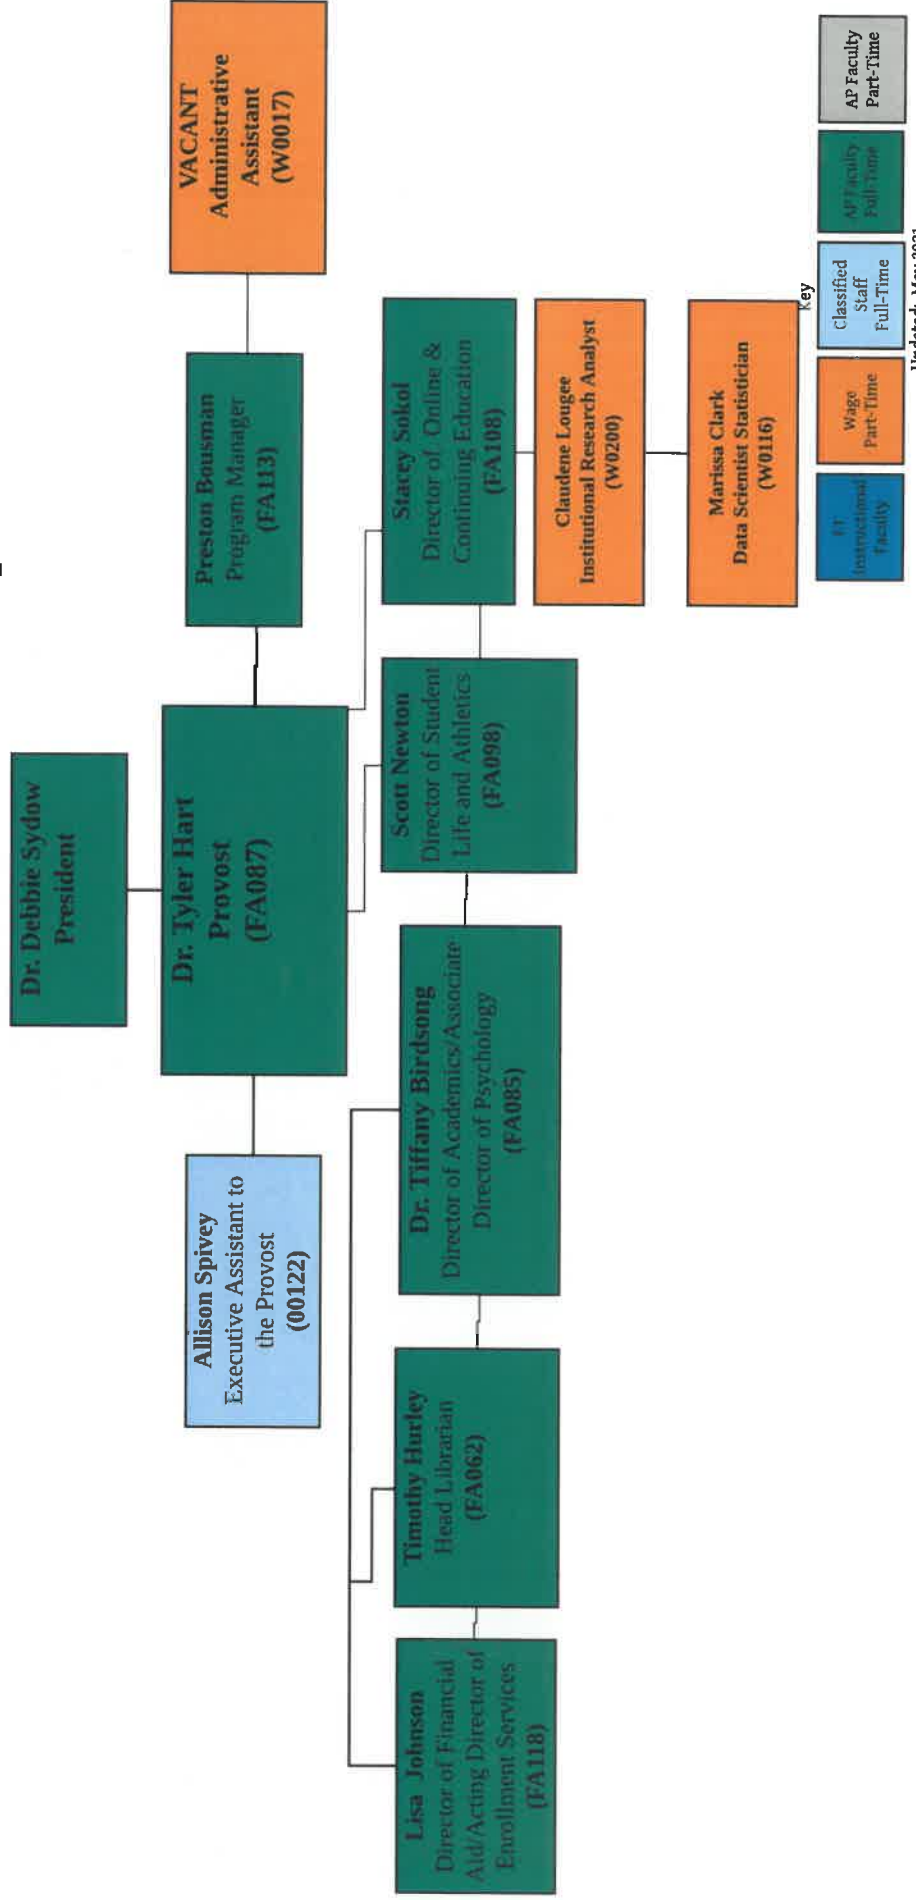 Dr. Debbie Sydow
President
Dr. Tyler Hart
Provost
(FA087)
Allison Spivey
Executive Assistant to
the Provost
(00122)
Preston Bousman
Program Manager
(FA113)
VACANT
Administrative
Assistant
(W0017)
Lisa Johnson
Director of Financial
Aid/Acting Director of
Enrollment Services
(FA118)
Timothy Hurley
Head Librarian
(FA062)
Dr. Tiffany Birdsong
Director of Academics/Associate
Director of Psychology
(FA085)
Scott Newton
Director of Student
Life and Athletics
(FA098)
Stacey Sokol
Director of Online &
Continuing Education
(FA108)
Claudene Lougee
Institutional Research Analyst
(W0200)
Marissa Clark
Data Scientist Statistician
(W0116)
Key
FT
Instructional
Faculty
Wage
Part-Time
Classified
Staff
Full-Time
AP Faculty
Full-Time
AP Faculty
Part-Time
Updated: May 2021